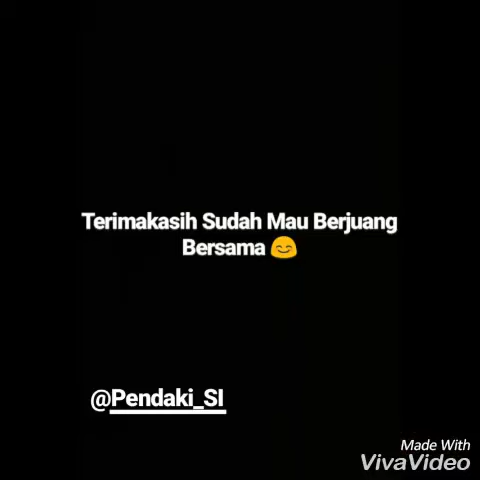 Terimakasih Sudah Mau Berjuang
Bersama 😊
@Pendaki_SI
Made With
VivaVideo